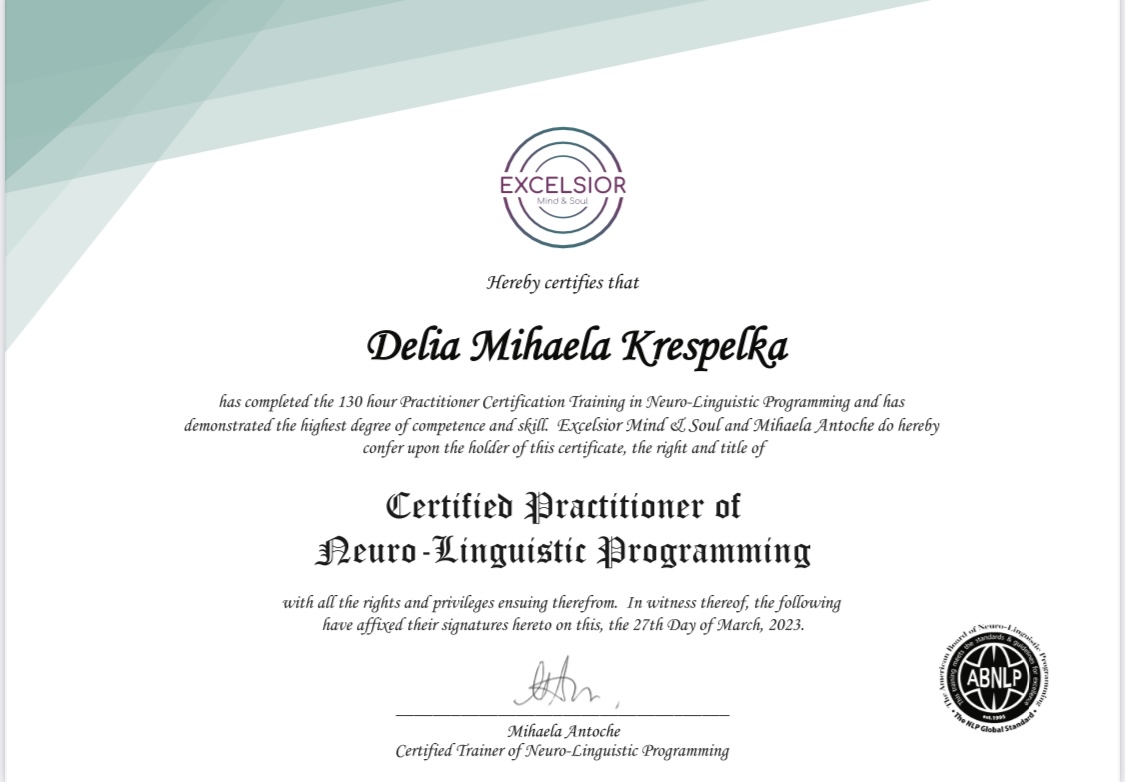 EXCELSIOR
Mind & Soul
Hereby certifies that
Delia Mihaela Krespelka
has completed the 130 hour Practitioner Certification Training in Neuro-Linguistic Programming and has
demonstrated the highest degree of competence and skill. Excelsior Mind & Soul and Mihaela Antoche do hereby
confer upon the holder of this certificate, the right and title of
Certified Practitioner of
Neuro-Linguistic Programming
with all the rights and privileges ensuing therefrom. In witness thereof, the following
have affixed their signatures hereto on this, the 27th Day of March, 2023.
Mihaela Antoche
Certified Trainer of Neuro-Linguistic Programming
The American Board of Neuro-Linguistic Programming
This training meets the standards & guidelines for excellence
ABNLP
est.1995
• The NLP Global Standard •